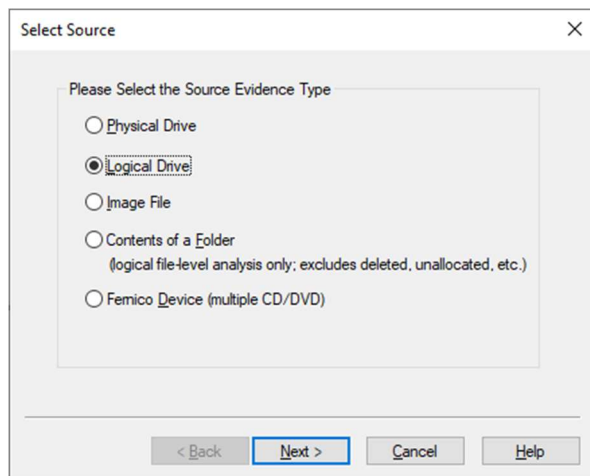 Select Source
Please Select the Source Evidence Type
Physical Drive
Logical Drive
Image File
Contents of a Folder
(logical file-level analysis only; excludes deleted, unallocated, etc.)
Fernico Device (multiple CD/DVD)
< Back Next > Cancel Help